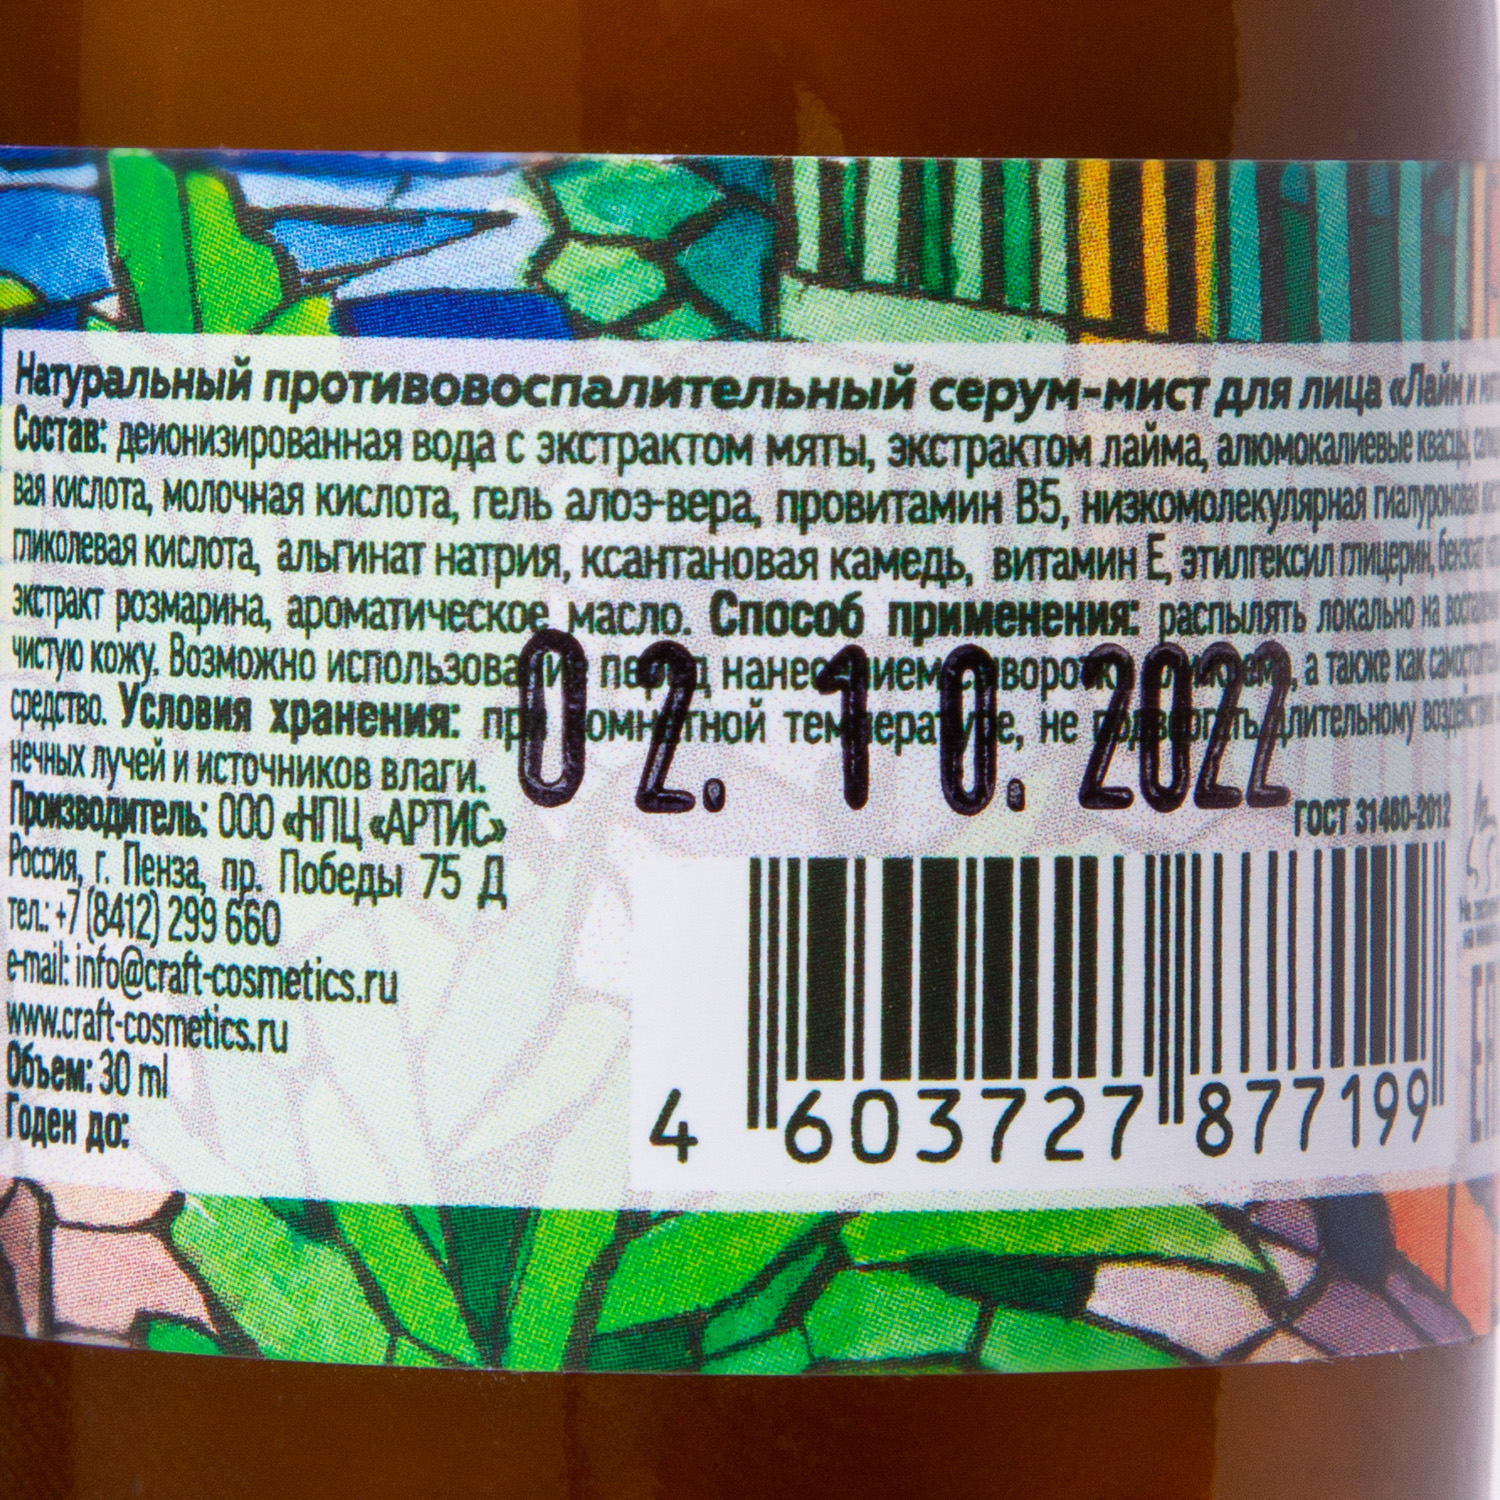 Натуральный противовоспалительный серум-мист для лица «Лайм и
Состав: деионизированная вода с экстрактом мяты, экстрактом лайма, алюмокалиевые квасцы,
вая кислота, молочная кислота, гель алоэ-вера, провитамин В5, низкомолекулярная гиалуроновая
гликолевая кислота, альгинат натрия, ксантановая камедь, витамин Е, этилгексил глицерин,
экстракт розмарина, ароматическое масло. Способ применения: распылять локально на
чистую кожу. Возможно использование перед нанесением а также как
средство. Условия хранения: при комнатной температуре, не подвергать длительному
нечных лучей и источников влаги.
02.10.2022
Производитель: ООО «НПЦ «АРТИС»
Россия, г. Пенза, пр. Победы 75 Д
тел.: +7 (8412) 299 660
e-mail: info@craft-cosmetics.ru
www.craft-cosmetics.ru
Объем: 30 ml
Годен до:
ГОСТ 31460-2012
4 603727 877199